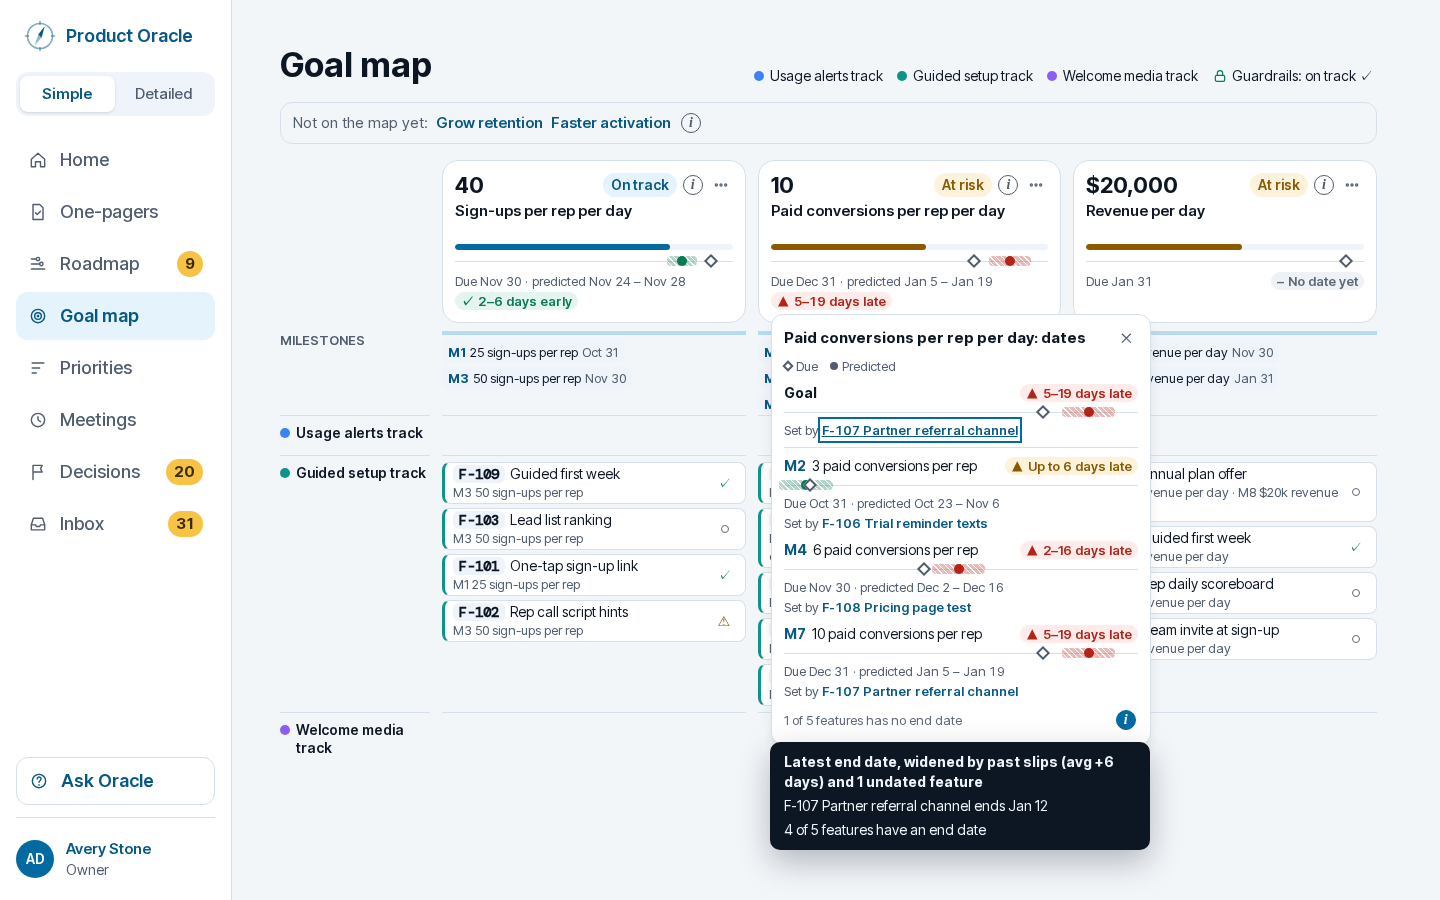 Product Oracle
Simple
Detailed
Home
One-pagers
Roadmap
9
Goal map
Priorities
Meetings
Decisions
20
Inbox
31
Ask Oracle
AD
Avery Stone
Owner
Goal map
Usage alerts track
Guided setup track
Welcome media track
Guardrails: on track ✓
Not on the map yet: Grow retention Faster activation i
40
On track
i
Sign-ups per rep per day
Due Nov 30 · predicted Nov 24 – Nov 28
✓ 2–6 days early
10
At risk
i
Paid conversions per rep per day
Due Dec 31 · predicted Jan 5 – Jan 19
▲ 5–19 days late
$20,000
At risk
i
Revenue per day
Due Jan 31
– No date yet
MILESTONES
M1 25 sign-ups per rep Oct 31
M3 50 sign-ups per rep Nov 30
enue per day Nov 30
enue per day Jan 31
Usage alerts track
Guided setup track
F-109 Guided first week
M3 50 sign-ups per rep
✓
F-103 Lead list ranking
M3 50 sign-ups per rep
F-101 One-tap sign-up link
M1 25 sign-ups per rep
✓
F-102 Rep call script hints
M3 50 sign-ups per rep
⚠
nnual plan offer
enue per day · M8 $20k revenue
uided first week
enue per day
✓
ep daily scoreboard
enue per day
eam invite at sign-up
enue per day
Welcome media
track
Paid conversions per rep per day: dates
Due
Predicted
Goal
▲ 5–19 days late
Set by F-107 Partner referral channel
M2 3 paid conversions per rep
▲ Up to 6 days late
Due Oct 31 · predicted Oct 23 – Nov 6
Set by F-106 Trial reminder texts
M4 6 paid conversions per rep
▲ 2–16 days late
Due Nov 30 · predicted Dec 2 – Dec 16
Set by F-108 Pricing page test
M7 10 paid conversions per rep
▲ 5–19 days late
Due Dec 31 · predicted Jan 5 – Jan 19
Set by F-107 Partner referral channel
1 of 5 features has no end date
i
Latest end date, widened by past slips (avg +6
days) and 1 undated feature
F-107 Partner referral channel ends Jan 12
4 of 5 features have an end date